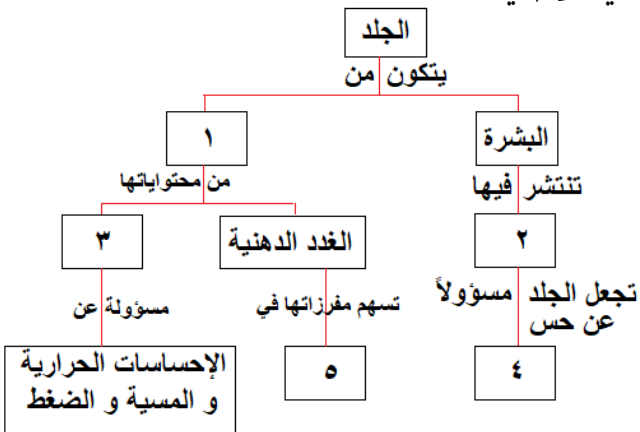 الجلد
يتكون من
١ البشرة
من محتواياتها تنتشر فيها
٣ الغدد الدهنية ٢
مسؤولة عن تسهم مفرزاتها في تجعل الجلد مسؤولاً
عن حس
الإحساسات الحرارية
و المسية و الضغط
٥ ٤